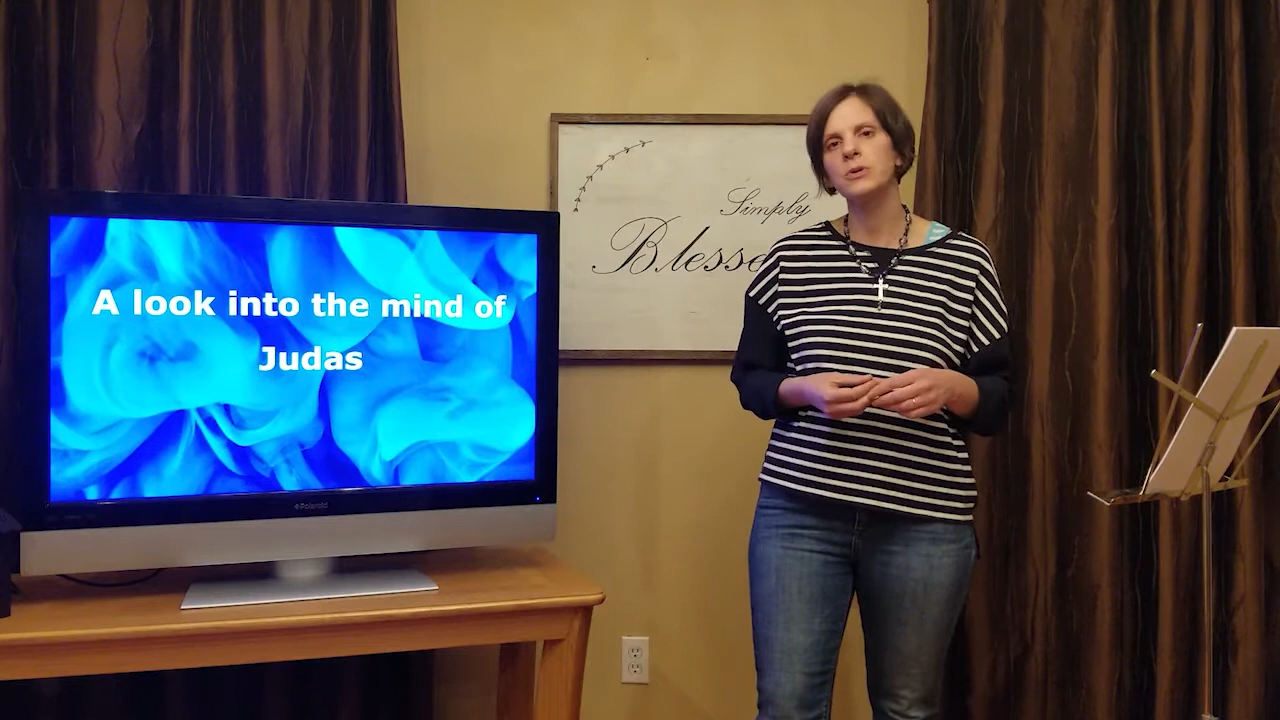 A look into the mind of
Judas
Polaroid
Simply
Blesse